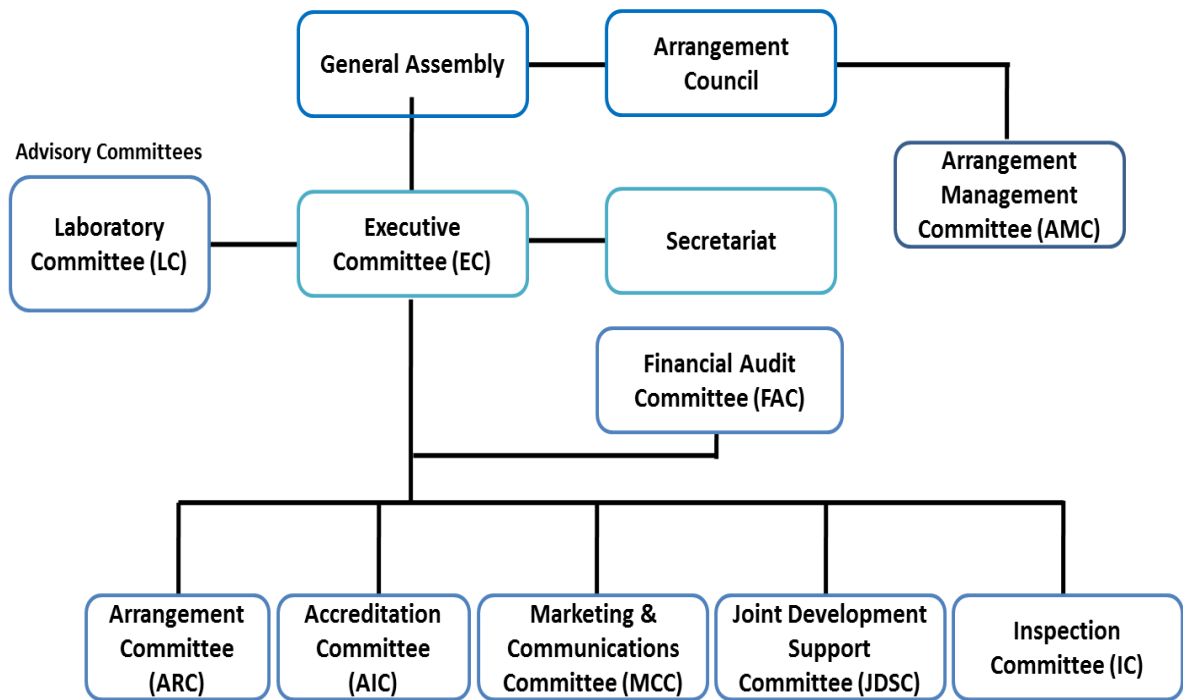 General Assembly
Arrangement
Council
Advisory Committees
Arrangement
Management
Committee (AMC)
Laboratory
Committee (LC)
Executive
Committee (EC)
Secretariat
Financial Audit
Committee (FAC)
Arrangement
Committee
(ARC)
Accreditation
Committee
(AIC)
Marketing &
Communications
Committee (MCC)
Joint Development
Support
Committee (JDSC)
Inspection
Committee (IC)